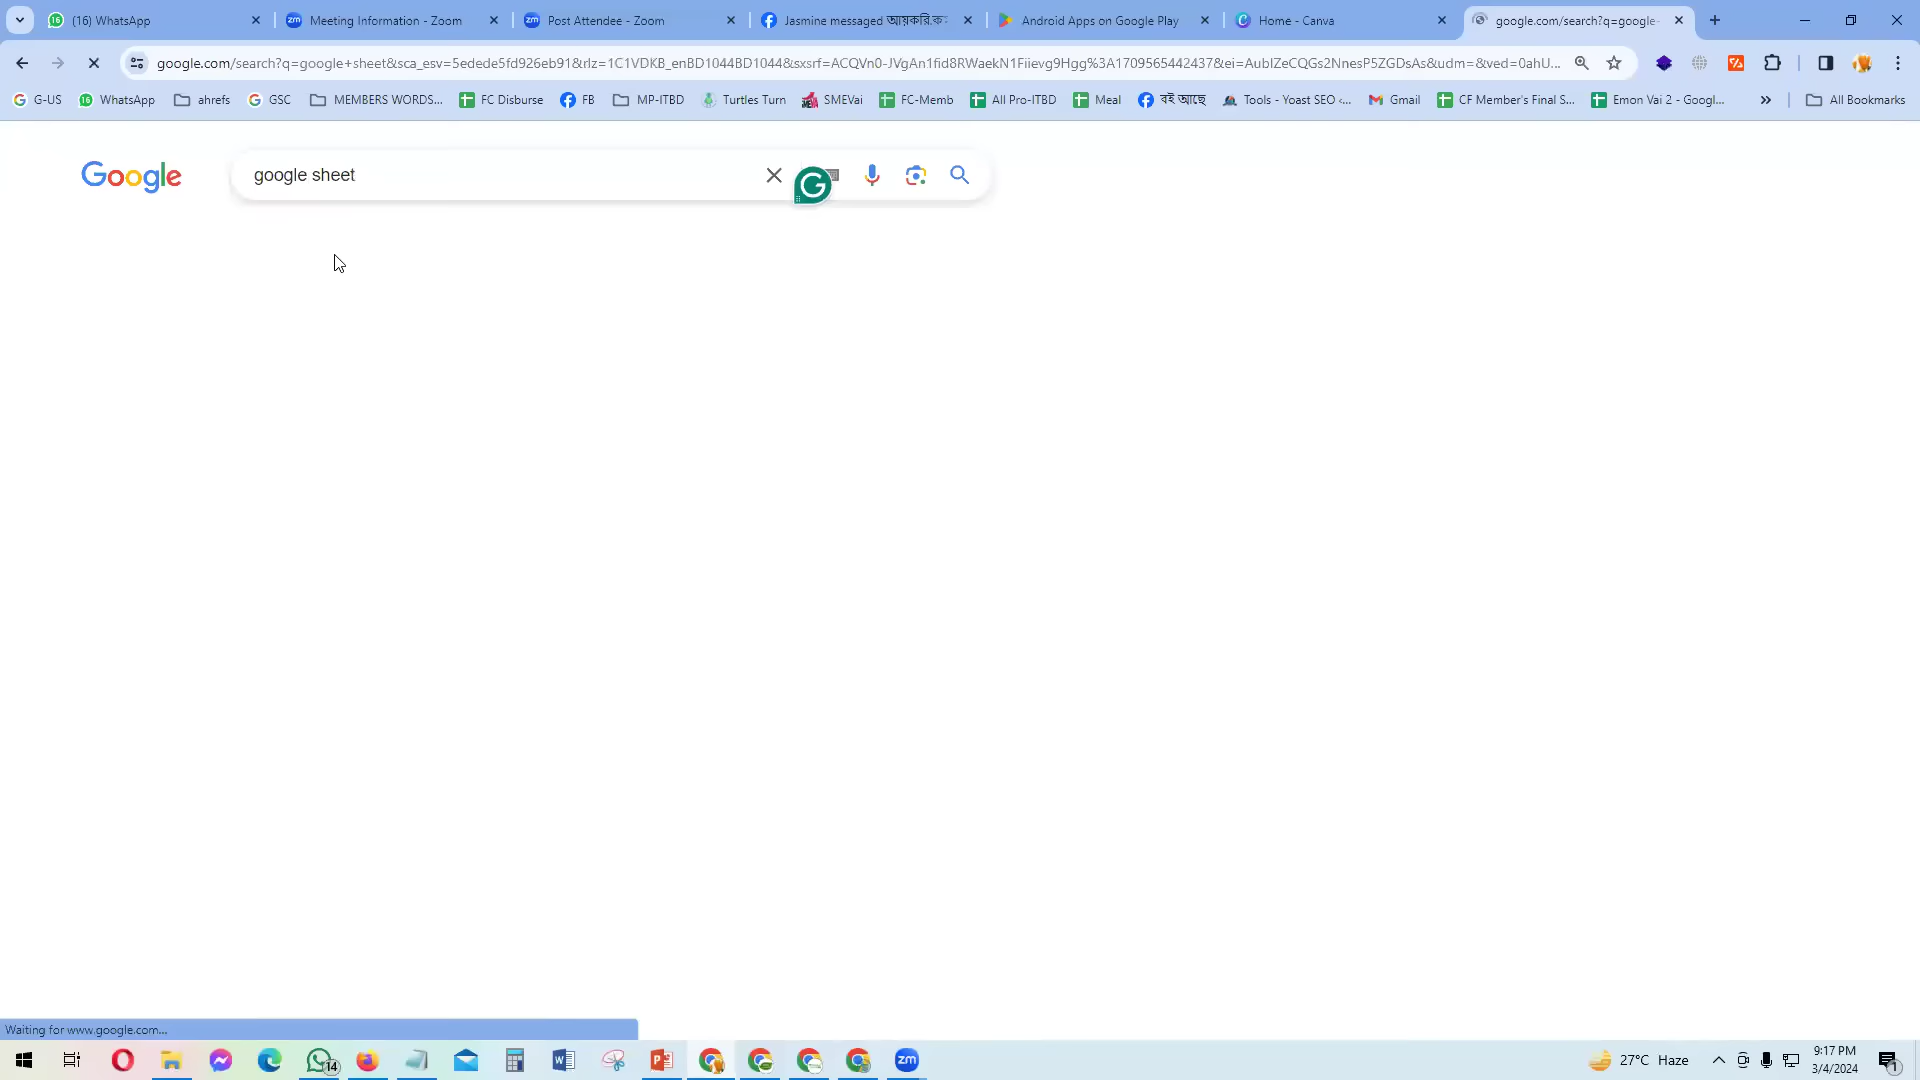 (16) WhatsApp
Meeting Information - Zoom
Post Attendee - Zoom
Jasmine messaged আয়করি.ক
Android Apps on Google Play
Home - Canva
google.com/search?q=google-
google.com/search?q=google+sheet&sca_esv=5edede5fd926eb91&rlz=1C1VDKB_enBD1044BD1044&sxsrf=ACQVn0-JVgAn1fid8RWaekN1Fiievg9Hgg%3A1709565442437&ei=AublZeCQGs2NnesP5ZGDsAs&udm=&ved=0ahU...
G-US
WhatsApp
ahrefs
GSC
MEMBERS WORDS...
FC Disburse
FB
MP-ITBD
Turtles Turn
SMEVai
FC-Memb
All Pro-ITBD
Meal
বই আছে
Tools - Yoast SEO ‹...
Gmail
CF Member's Final S...
Emon Vai 2 - Googl...
All Bookmarks
Google
google sheet
Waiting for www.google.com...
14
27°C Haze
9:17 PM
3/4/2024
1